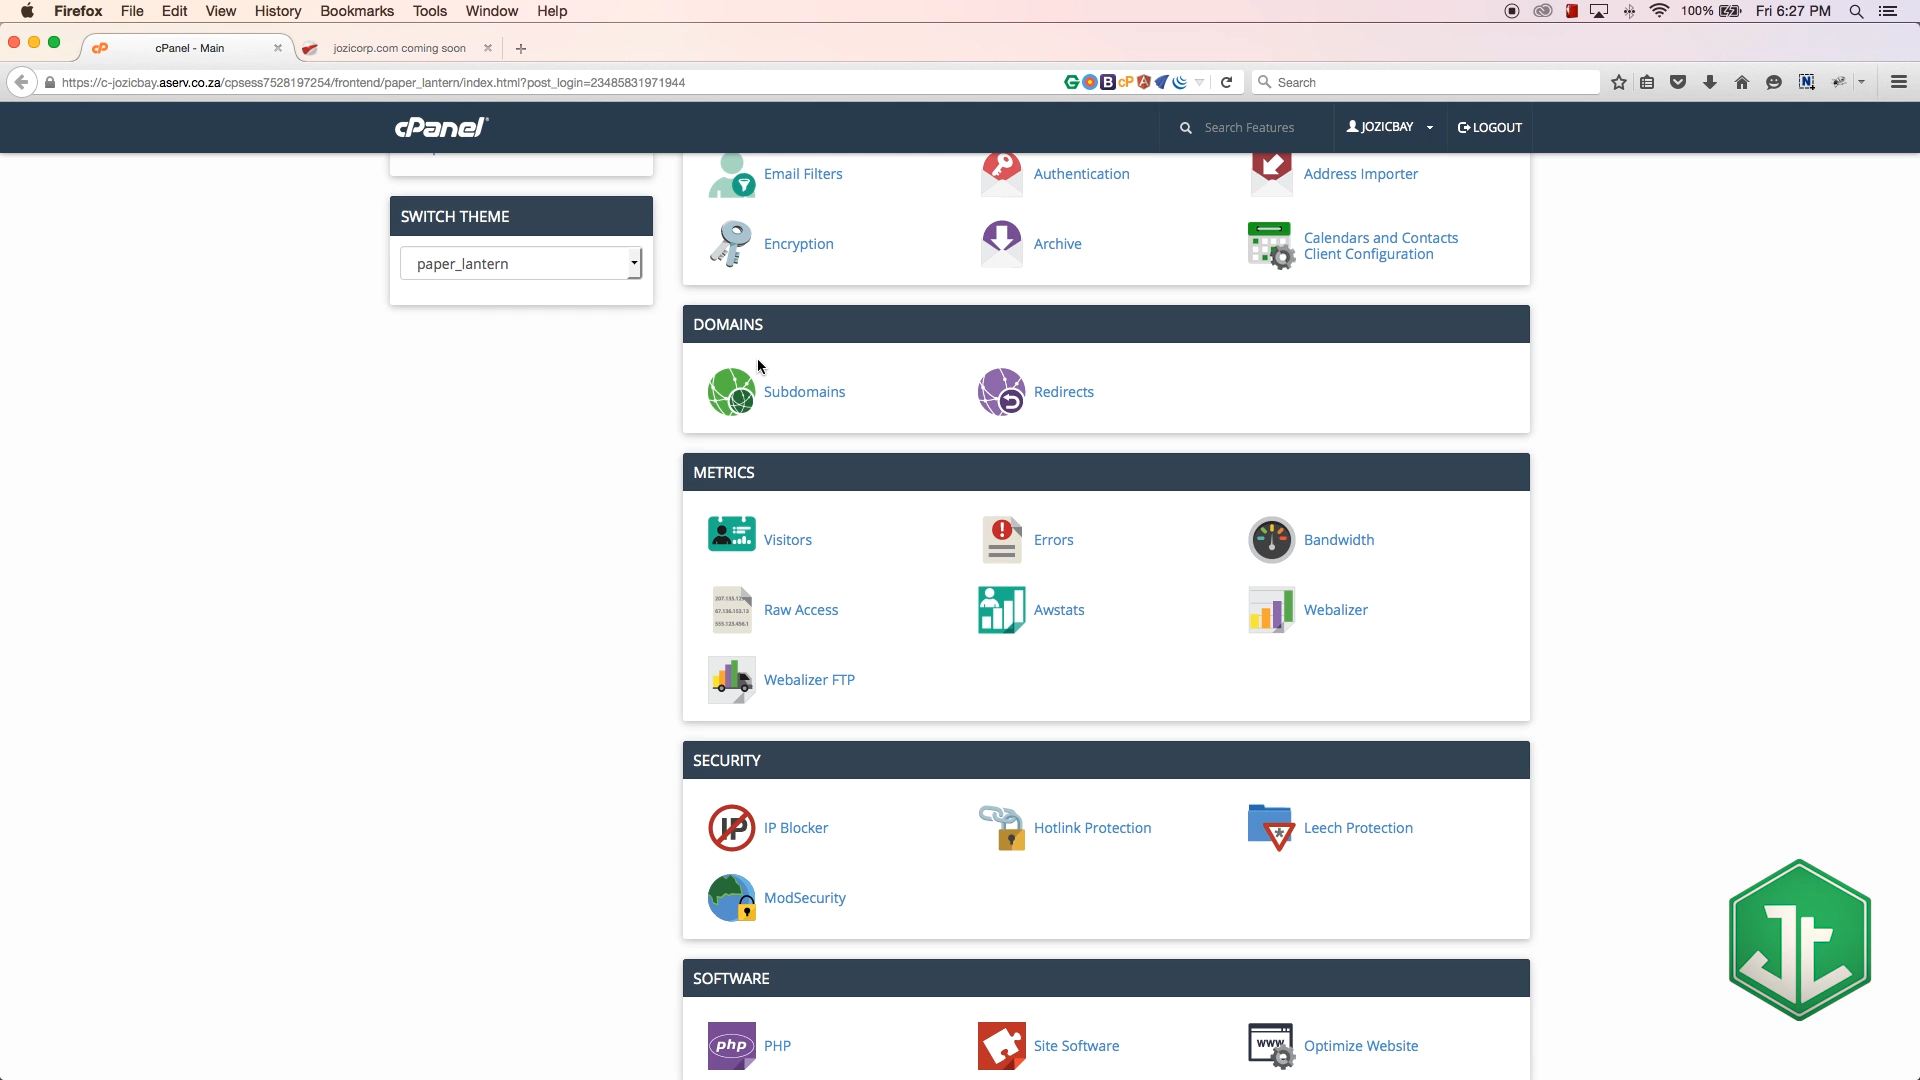 Firefox File Edit View History Bookmarks Tools Window Help 100% Fri 6:27 PM
cPanel - Main
jozicorp.com coming soon
https://c-jozicbay.aserv.co.za/cpsess7528197254/frontend/paper_lantern/index.html?post_login=23485831971944
Search
cPanel
Search Features
JOZICBAY
LOGOUT
SWITCH THEME
paper_lantern
Email Filters
Authentication
Address Importer
Encryption
Archive
Calendars and Contacts
Client Configuration
DOMAINS
Subdomains
Redirects
METRICS
Visitors
Errors
Bandwidth
Raw Access
Awstats
Webalizer
Webalizer FTP
SECURITY
IP
IP Blocker
Hotlink Protection
Leech Protection
ModSecurity
SOFTWARE
php
PHP
Site Software
www
Optimize Website
JT